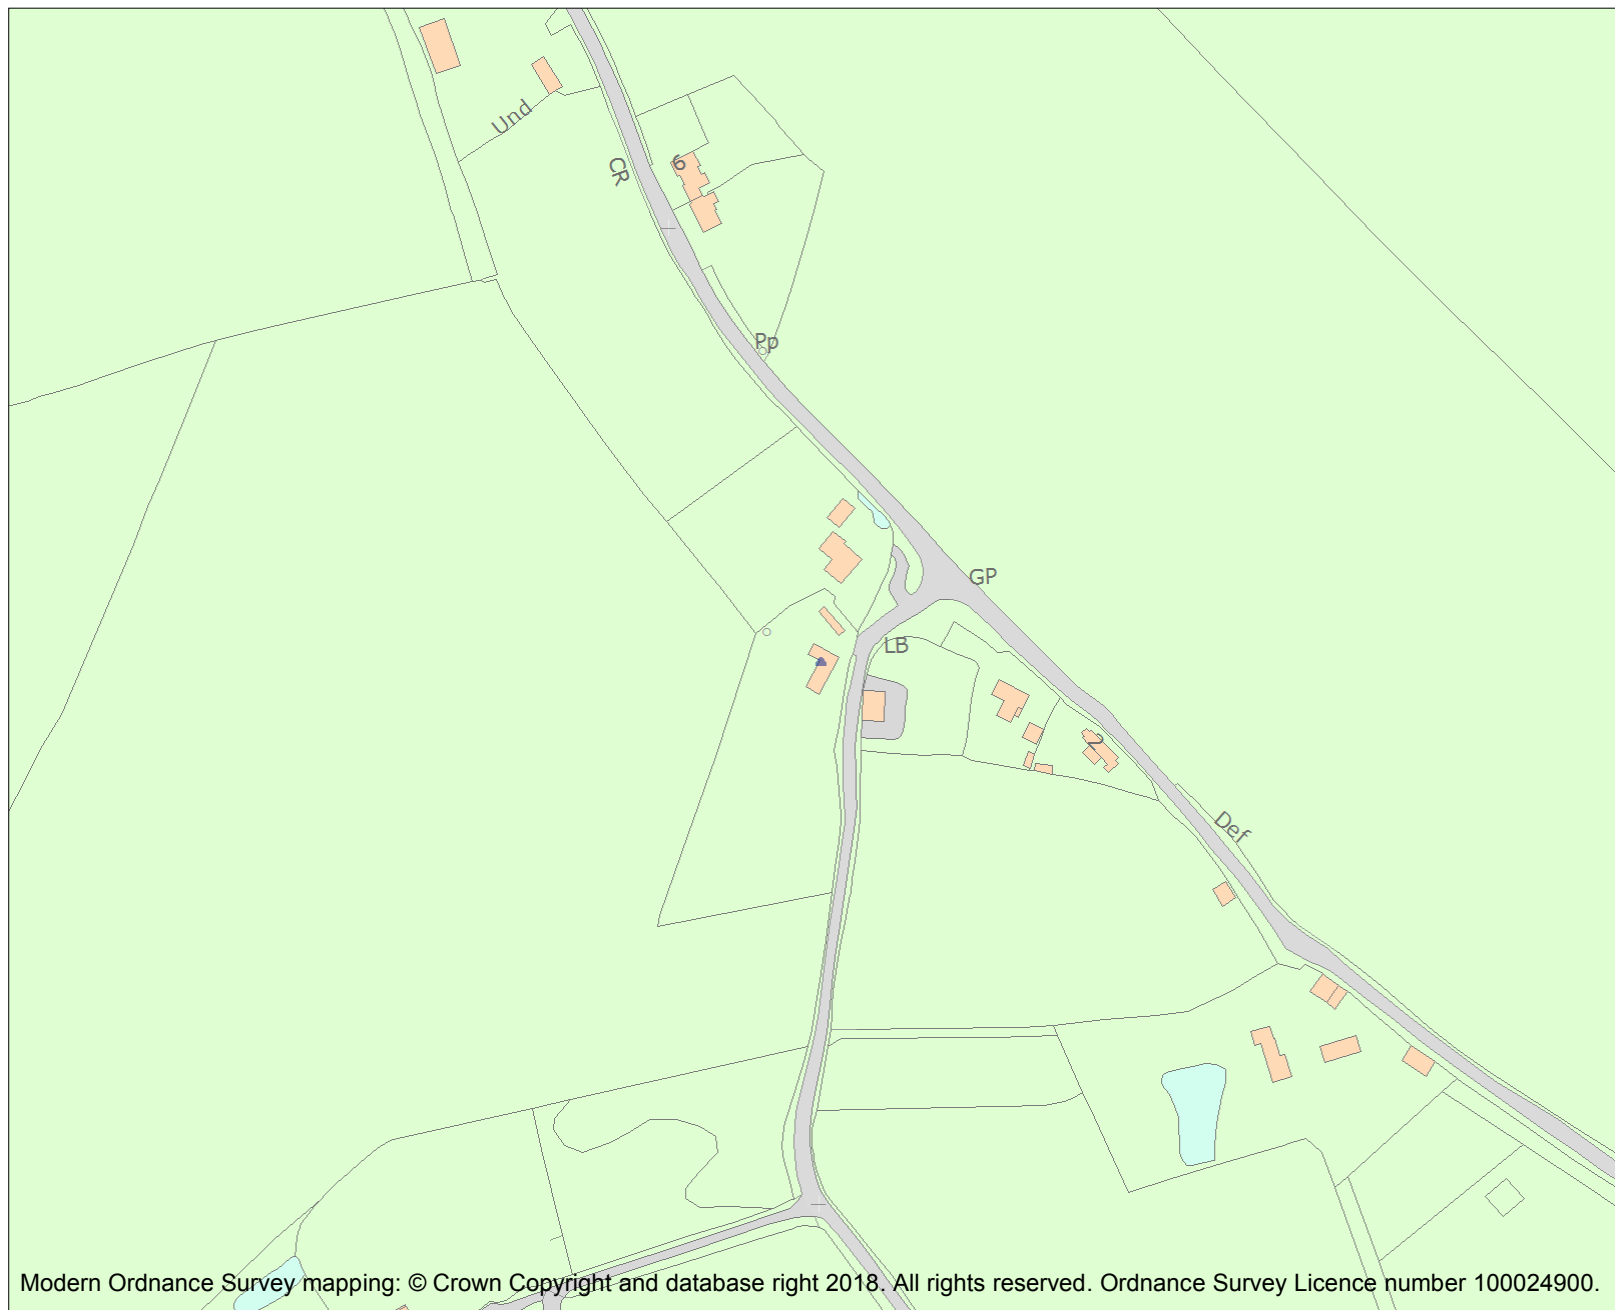 Und
CR
6
Pp
GP
LB
2
Def
Modern Ordnance Survey mapping: © Crown Copyright and database right 2018. All rights reserved. Ordnance Survey Licence number 100024900.